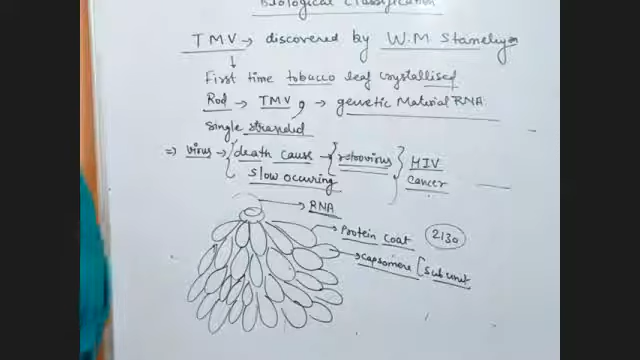 Biological Classification
TMV → discovered by W.M Stanely
↓
First time tobacco leaf crystallised
Rod → TMV, → genetic Material RNA
Single stranded
⇒ virus → { death cause → { retrovirus } HIV
slow occuring cancer
→ RNA
→ Protein coat 2130
→ capsomere [subunit